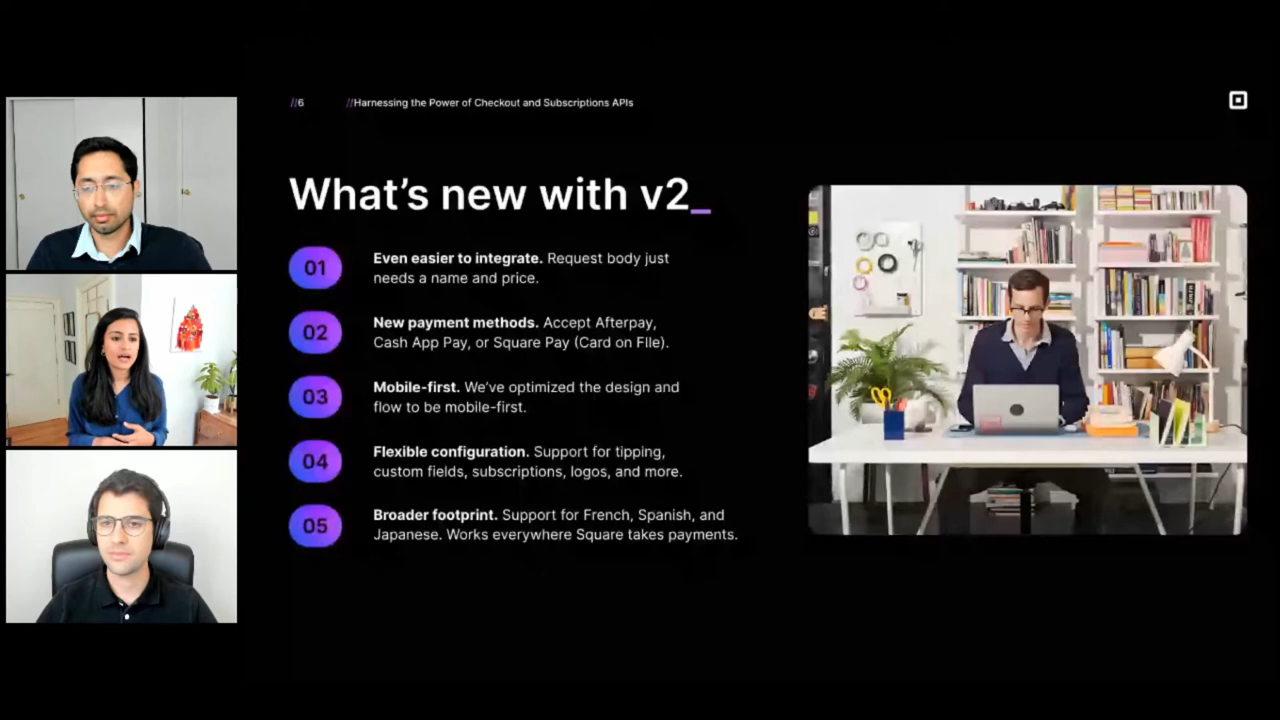 //6
//Harnessing the Power of Checkout and Subscriptions APIs
What's new with v2_
01
Even easier to integrate. Request body just
needs a name and price.
02
New payment methods. Accept Afterpay,
Cash App Pay, or Square Pay (Card on FIle).
03
Mobile-first. We've optimized the design and
flow to be mobile-first.
04
Flexible configuration. Support for tipping,
custom fields, subscriptions, logos, and more.
05
Broader footprint. Support for French, Spanish, and
Japanese. Works everywhere Square takes payments.